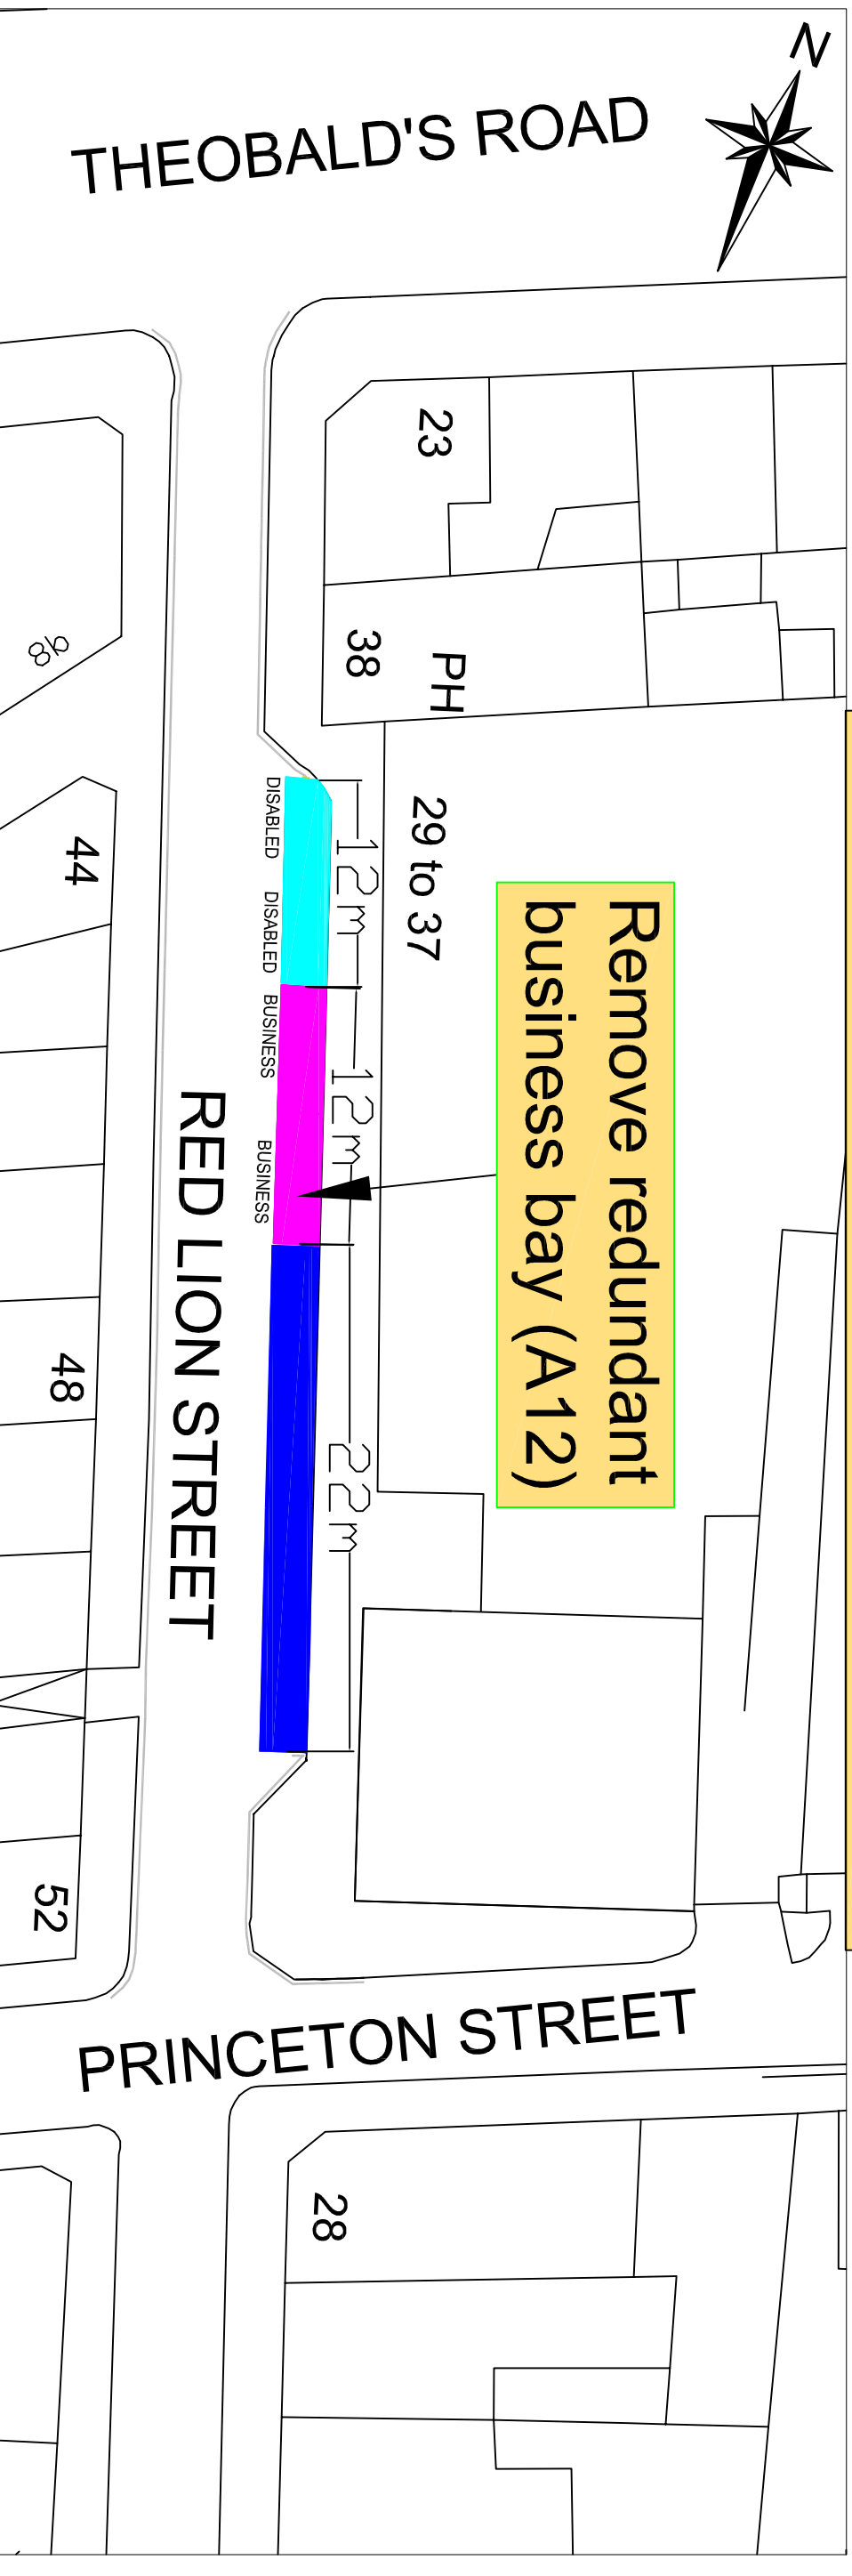 N
THEOBALD'S ROAD
23
98
38
PH
29 to 37
44
DISABLED
DISABLED
12m
BUSINESS
BUSINESS
12m
Remove redundant
business bay (A12)
RED LION STREET
48
22m
52
PRINCETON STREET
28